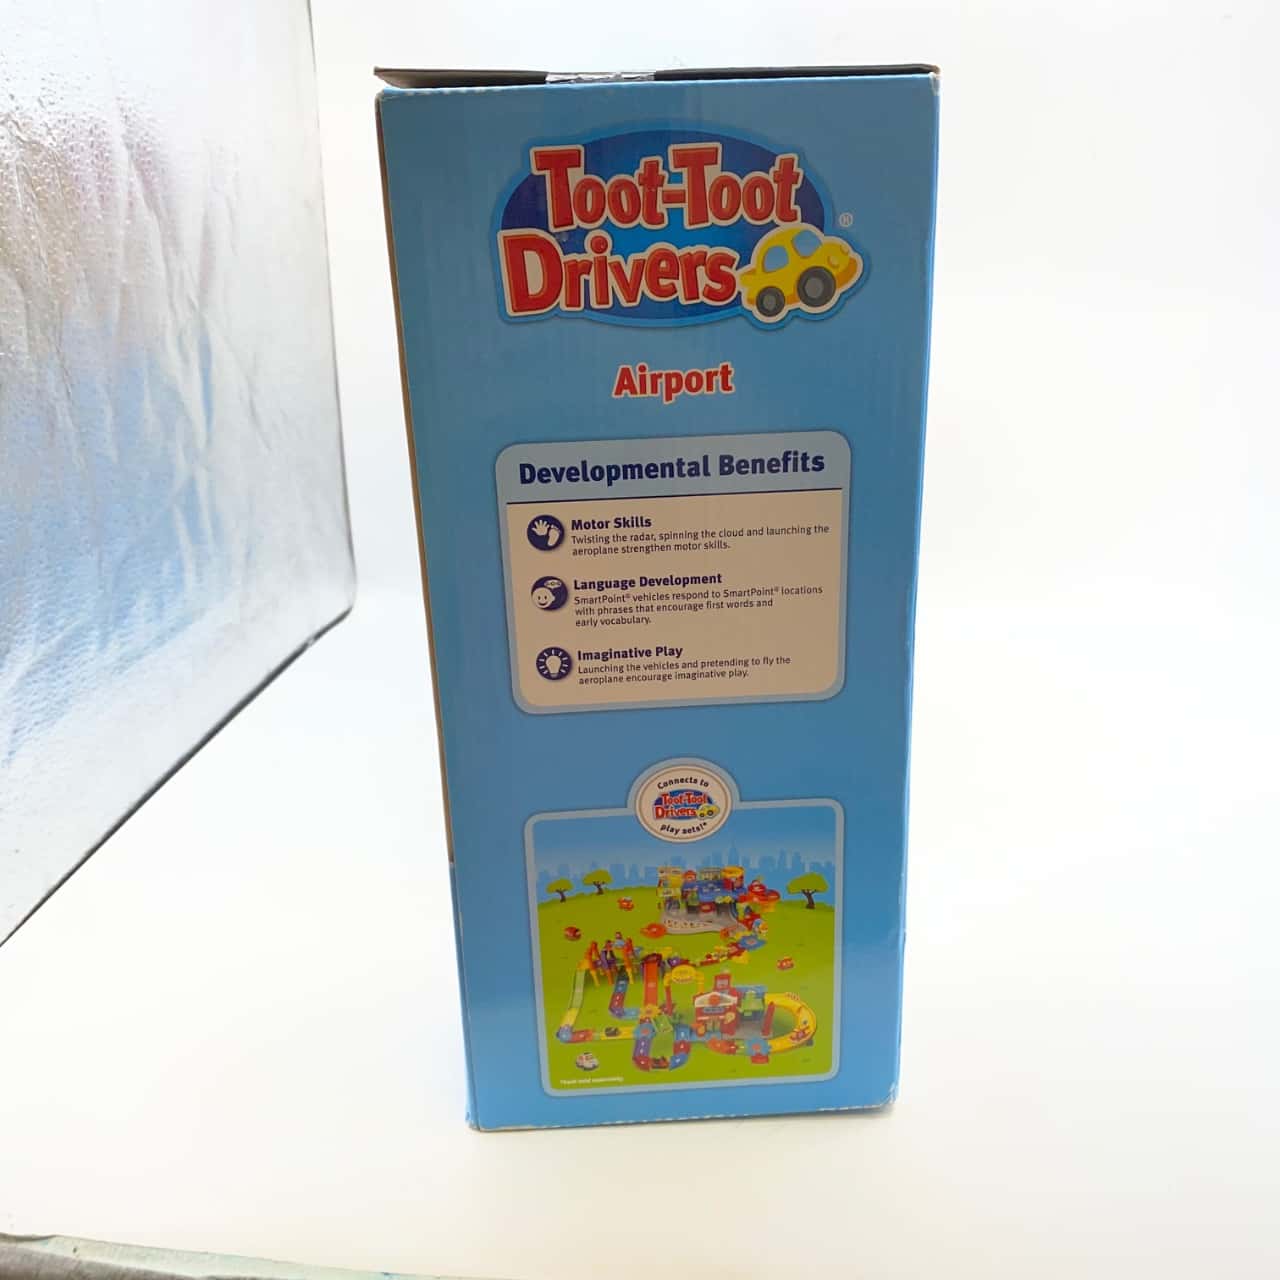 Toot-Toot
Drivers®
Airport
Developmental Benefits
Motor Skills
Twisting the radar, spinning the cloud and launching the
aeroplane strengthen motor skills.
Language Development
SmartPoint® vehicles respond to SmartPoint® locations
with phrases that encourage first words and
early vocabulary.
Imaginative Play
Launching the vehicles and pretending to fly the
aeroplane encourage imaginative play.
Connects to
Toot-Toot
Drivers
play sets!*
*Each sold separately.